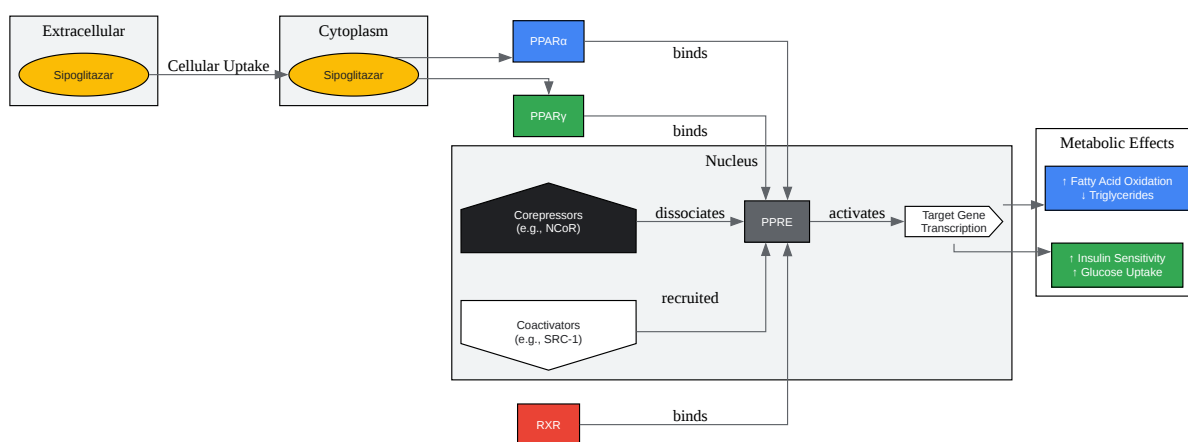 Extracellular
Sipoglitazar
Cellular Uptake
Cytoplasm
Sipoglitazar
PPARα
binds
PPARγ
binds
Nucleus
Corepressors
(e.g., NCoR)
dissociates
PPRE
activates
Target Gene
Transcription
Coactivators
(e.g., SRC-1)
recruited
RXR
binds
Metabolic Effects
↑ Fatty Acid Oxidation
↓ Triglycerides
↑ Insulin Sensitivity
↑ Glucose Uptake